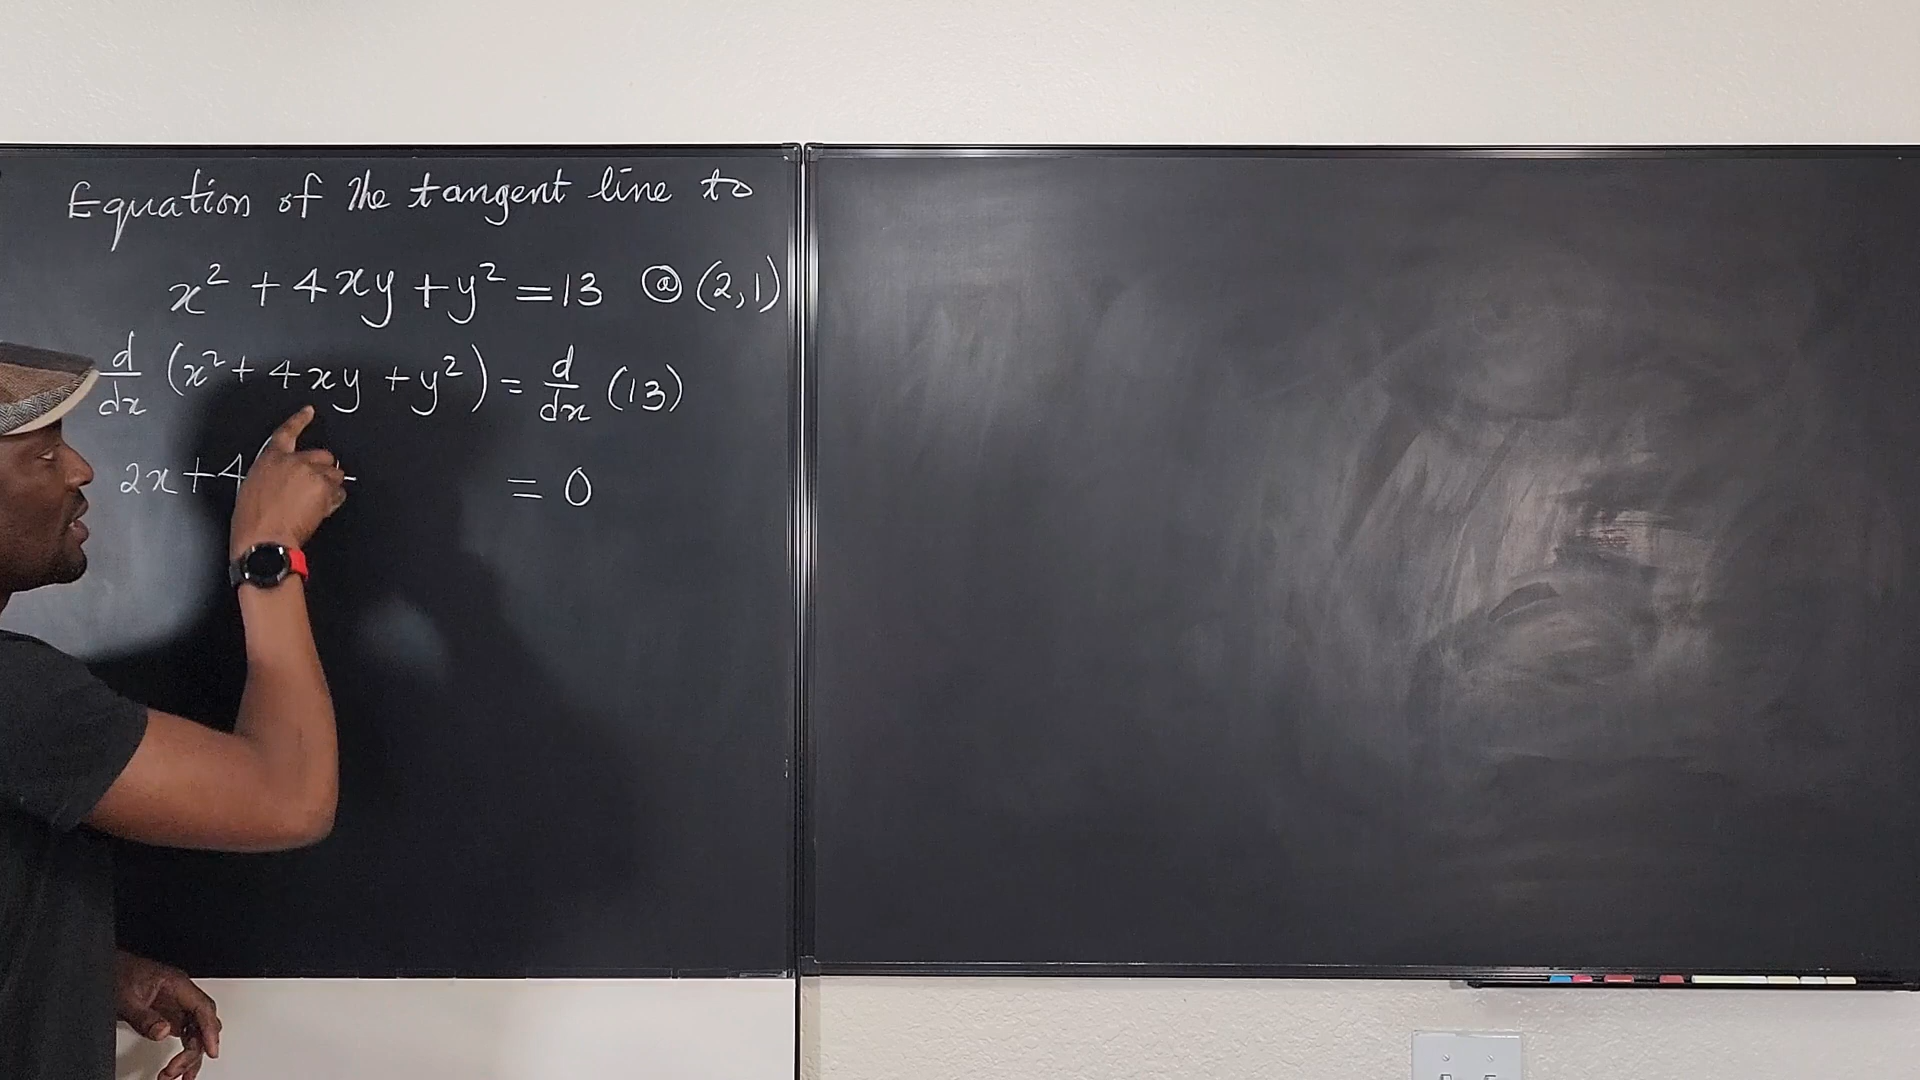 Equation of the tangent line to
x² + 4xy + y² = 13 @ (2,1)
d/dx (x² + 4xy + y²) = d/dx (13)
2x + 4( + = 0